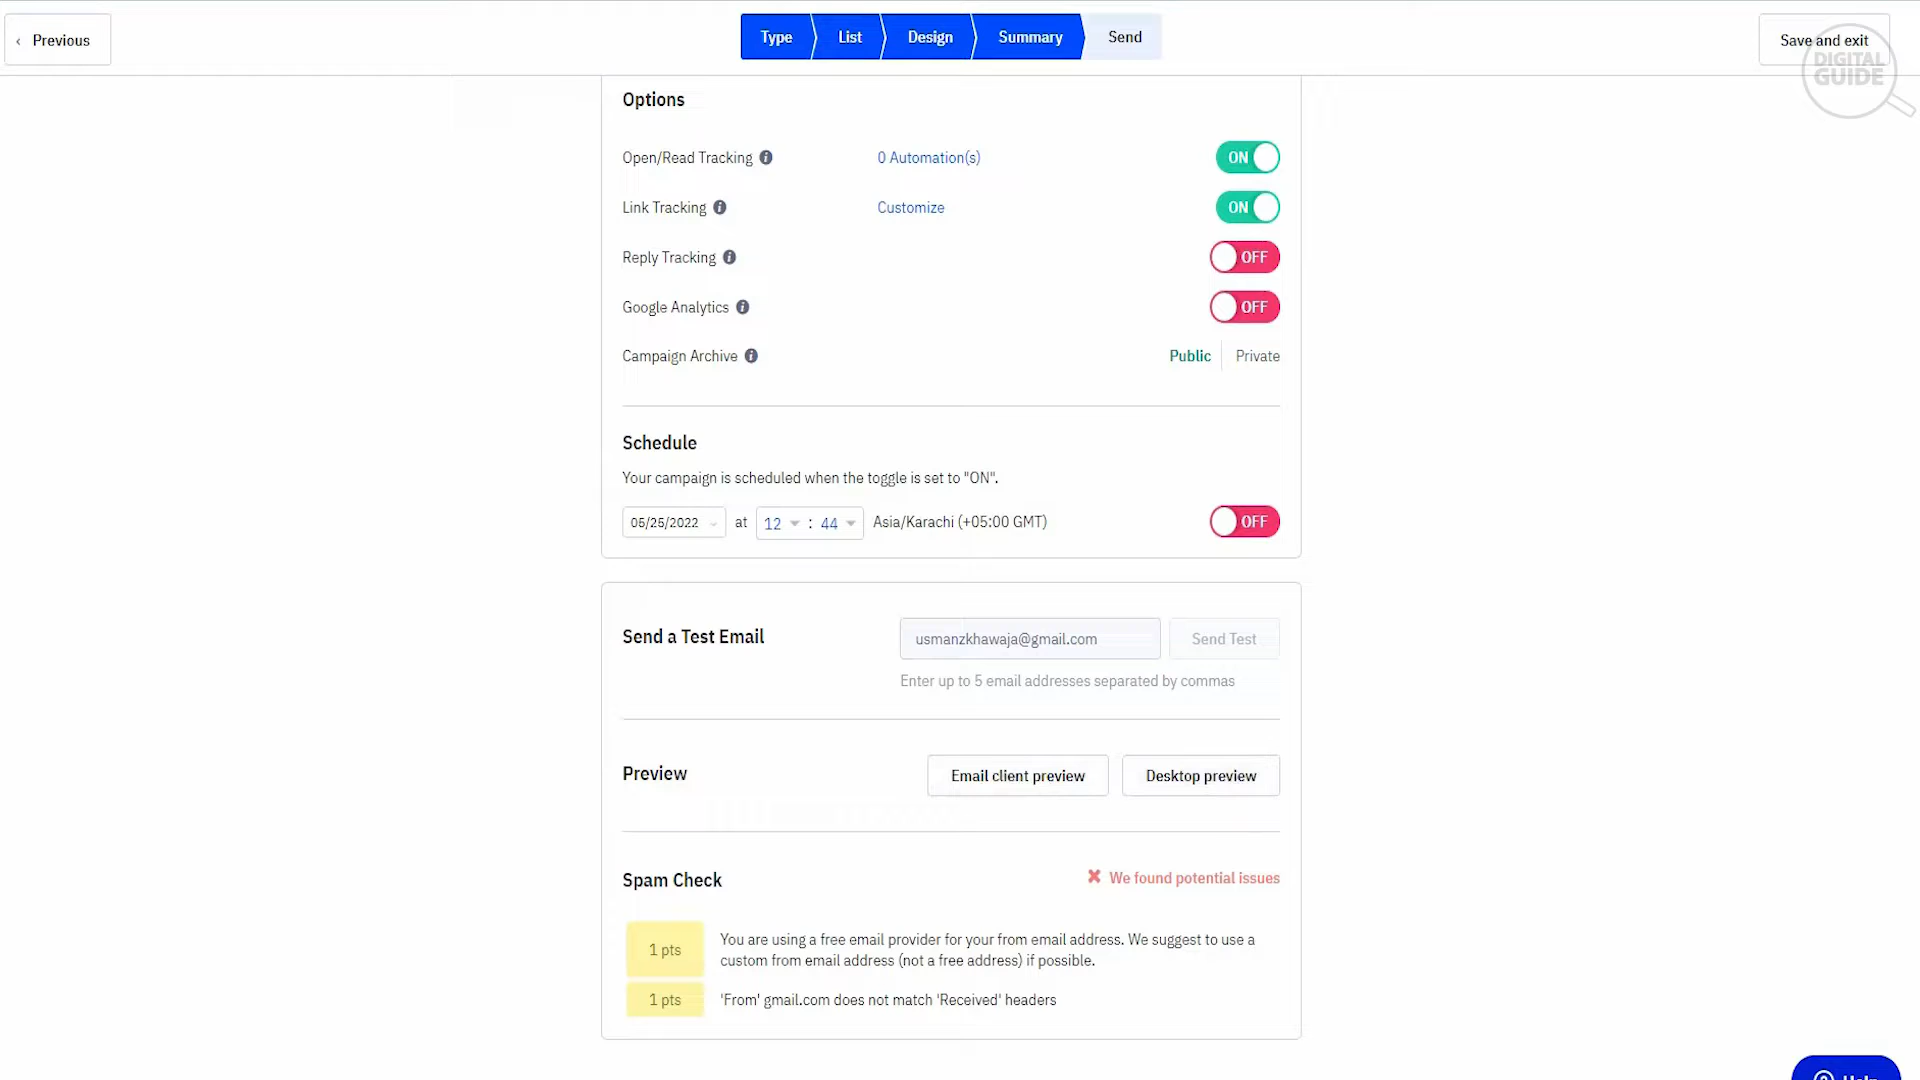 ‹ Previous
Type
List
Design
Summary
Send
Save and exit
DIGITAL
GUIDE
Options
Open/Read Tracking i 0 Automation(s) ON
Link Tracking i Customize ON
Reply Tracking i OFF
Google Analytics i OFF
Campaign Archive i Public Private
Schedule
Your campaign is scheduled when the toggle is set to "ON".
05/25/2022 at 12 : 44 Asia/Karachi (+05:00 GMT) OFF
Send a Test Email usmanzkhawaja@gmail.com Send Test
Enter up to 5 email addresses separated by commas
Preview Email client preview Desktop preview
Spam Check We found potential issues
1 pts You are using a free email provider for your from email address. We suggest to use a
custom from email address (not a free address) if possible.
1 pts 'From' gmail.com does not match 'Received' headers